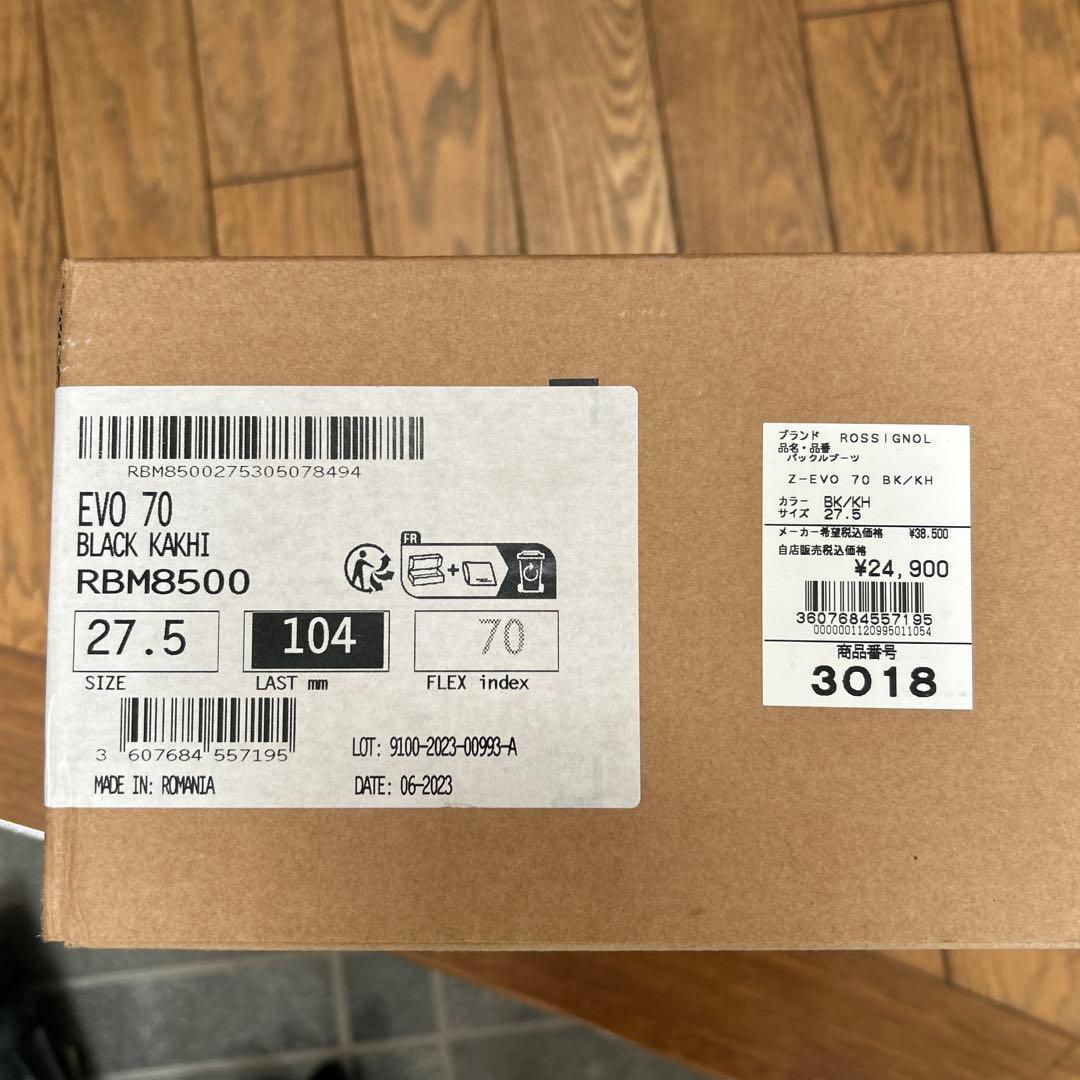 RBM8500275305078494
EVO 70
BLACK KAKHI
RBM8500
FR
+
27.5
104
70
SIZE
LAST mm
FLEX index
3 607684 557195
LOT: 9100-2023-00993-A
MADE IN: ROMANIA
DATE: 06-2023
ブランド ROSSIGNOL
品名・品番
バックルブーツ
Z-EVO 70 BK/KH
カラー BK/KH
サイズ 27.5
メーカー希望税込価格 ¥38,500
自店販売税込価格
¥24,900
3607684557195
0000001120995011054
商品番号
3018